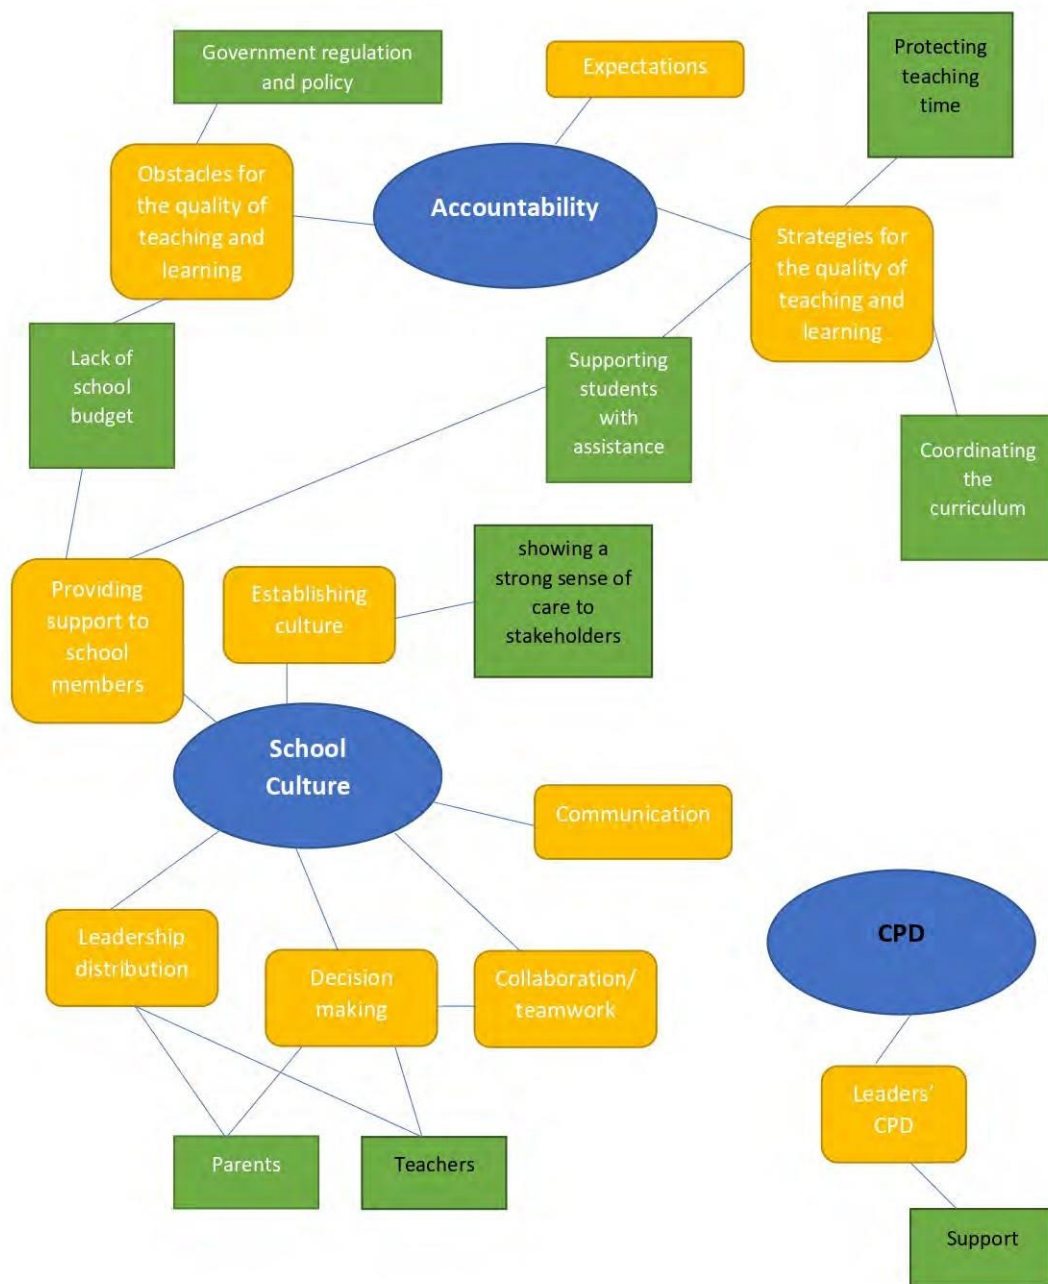 Government regulation
and policy
Expectations
Protecting
teaching
time
Obstacles for
the quality of
teaching and
learning
Accountability
Strategies for
the quality of
teaching and
learning
Lack of
school
budget
Supporting
students
with
assistance
Coordinating
the
curriculum
showing a
strong sense of
care to
stakeholders
Providing
support to
school
members
Establishing
culture
School
Culture
Communication
CPD
Leadership
distribution
Decision
making
Collaboration/
teamwork
Leaders’
CPD
Parents
Teachers
Support